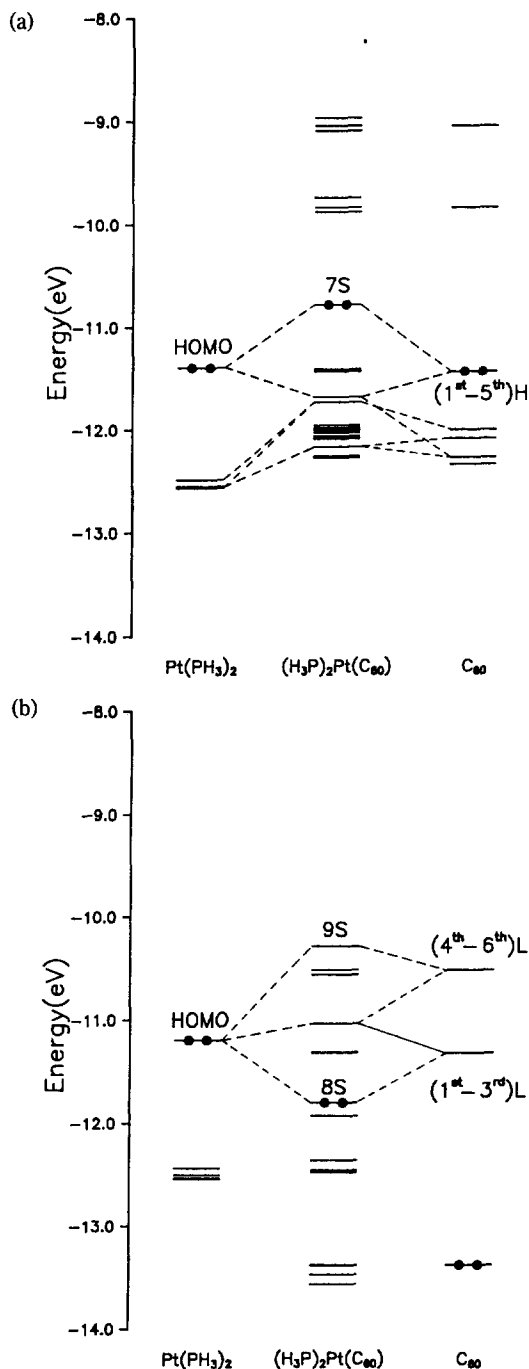 (a)
-8.0
-9.0
-10.0
-11.0
-12.0
-13.0
-14.0
Energy(eV)
HOMO
7S
(1st-5th)H
Pt(PH3)2
(H3P)2Pt(C60)
C60
(b)
-8.0
-9.0
-10.0
-11.0
-12.0
-13.0
-14.0
Energy(eV)
HOMO
9S
8S
(4th-6th)L
(1st-3rd)L
Pt(PH3)2
(H3P)2Pt(C60)
C60